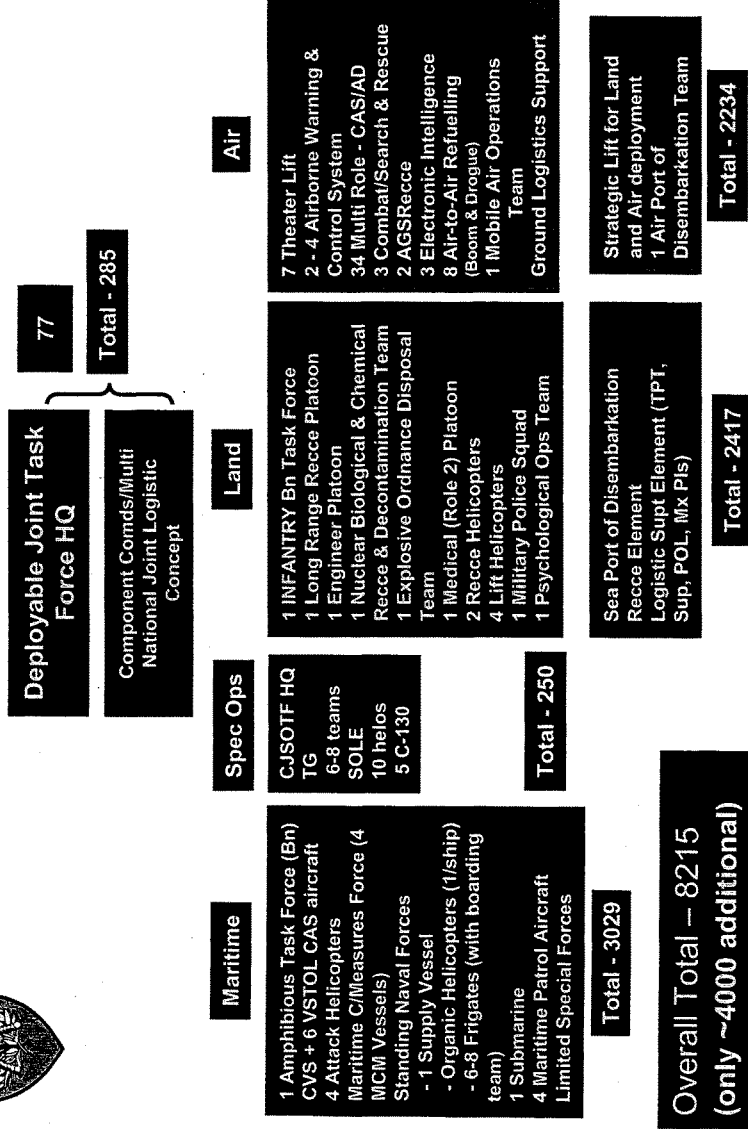 Deployable Joint Task
Force HQ
77
Component Comds/Multi
National Joint Logistic
Concept
Total - 285
Maritime
1 Amphibious Task Force (Bn)
CVS + 6 VSTOL CAS aircraft
4 Attack Helicopters
Maritime C/Measures Force (4
MCM Vessels)
Standing Naval Forces
- 1 Supply Vessel
- Organic Helicopters (1/ship)
- 6-8 Frigates (with boarding
team)
1 Submarine
4 Maritime Patrol Aircraft
Limited Special Forces
Total - 3029
Spec Ops
CJSOTF HQ
TG
6-8 teams
SOLE
10 helos
5 C-130
Total - 250
Land
1 INFANTRY Bn Task Force
1 Long Range Recce Platoon
1 Engineer Platoon
1 Nuclear Biological & Chemical
Recce & Decontamination Team
1 Explosive Ordnance Disposal
Team
1 Medical (Role 2) Platoon
2 Recce Helicopters
4 Lift Helicopters
1 Military Police Squad
1 Psychological Ops Team
Sea Port of Disembarkation
Recce Element
Logistic Supt Element (TPT,
Sup, POL, Mx Pls)
Total - 2417
Air
7 Theater Lift
2 - 4 Airborne Warning &
Control System
34 Multi Role - CAS/AD
3 Combat/Search & Rescue
2 AGSRecce
3 Electronic Intelligence
8 Air-to-Air Refuelling
(Boom & Drogue)
1 Mobile Air Operations
Team
Ground Logistics Support
Strategic Lift for Land
and Air deployment
1 Air Port of
Disembarkation Team
Total - 2234
Overall Total – 8215
(only ~4000 additional)